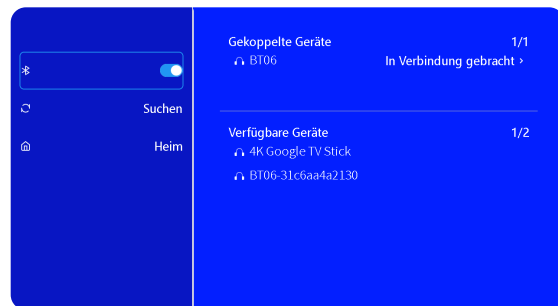 Suchen
Heim
Gekoppelte Geräte 1/1
BT06 In Verbindung gebracht ›
Verfügbare Geräte 1/2
4K Google TV Stick
BT06-31c6aa4a2130